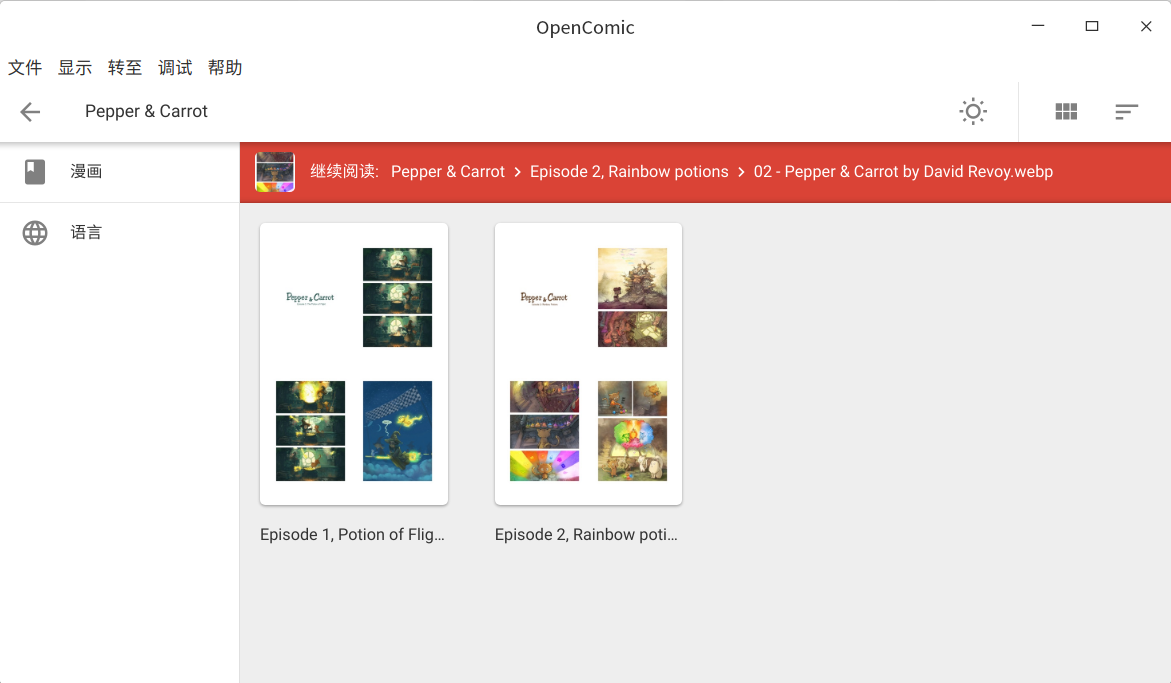 OpenComic
文件 显示 转至 调试 帮助
Pepper & Carrot
漫画
语言
继续阅读: Pepper & Carrot > Episode 2, Rainbow potions > 02 - Pepper & Carrot by David Revoy.webp
Pepper & Carrot
Pepper & Carrot
Episode 1, Potion of Flig...
Episode 2, Rainbow poti...